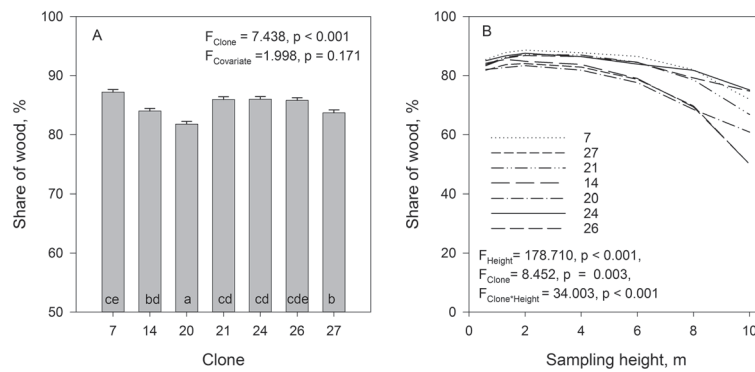 A
F_Clone = 7.438, p < 0.001
F_Covariate =1.998, p = 0.171
Share of wood, %
100
90
80
70
60
50
ce bd a cd cd cde b
7 14 20 21 24 26 27
Clone
B
Share of wood, %
100
80
60
40
20
0
7
27
21
14
20
24
26
F_Height = 178.710, p < 0.001,
F_Clone = 8.452, p = 0.003,
F_Clone*Height = 34.003, p < 0.001
0 2 4 6 8 10
Sampling height, m